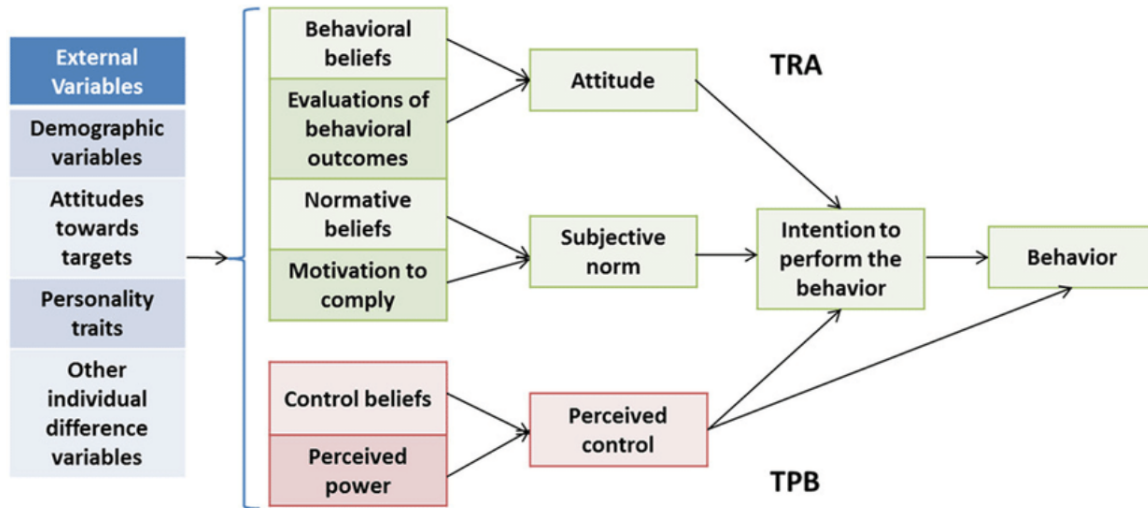 External
Variables
Demographic
variables
Attitudes
towards
targets
Personality
traits
Other
individual
difference
variables
Behavioral
beliefs
Evaluations of
behavioral
outcomes
Normative
beliefs
Motivation to
comply
Control beliefs
Perceived
power
Attitude
Subjective
norm
Perceived
control
TRA
Intention to
perform the
behavior
Behavior
TPB